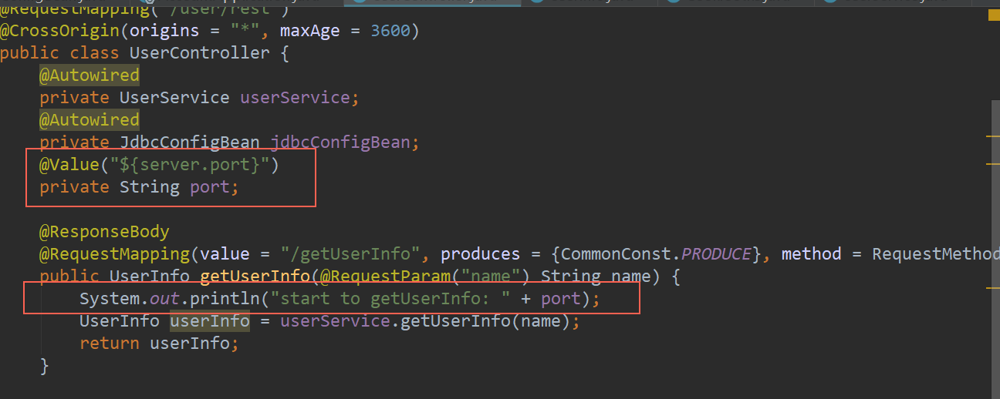 @RequestMapping("/user/rest")
@CrossOrigin(origins = "*", maxAge = 3600)
public class UserController {
@Autowired
private UserService userService;
@Autowired
private JdbcConfigBean jdbcConfigBean;
@Value("${server.port}")
private String port;
@ResponseBody
@RequestMapping(value = "/getUserInfo", produces = {CommonConst.PRODUCE}, method = RequestMethod
public UserInfo getUserInfo(@RequestParam("name") String name) {
System.out.println("start to getUserInfo: " + port);
UserInfo userInfo = userService.getUserInfo(name);
return userInfo;
}